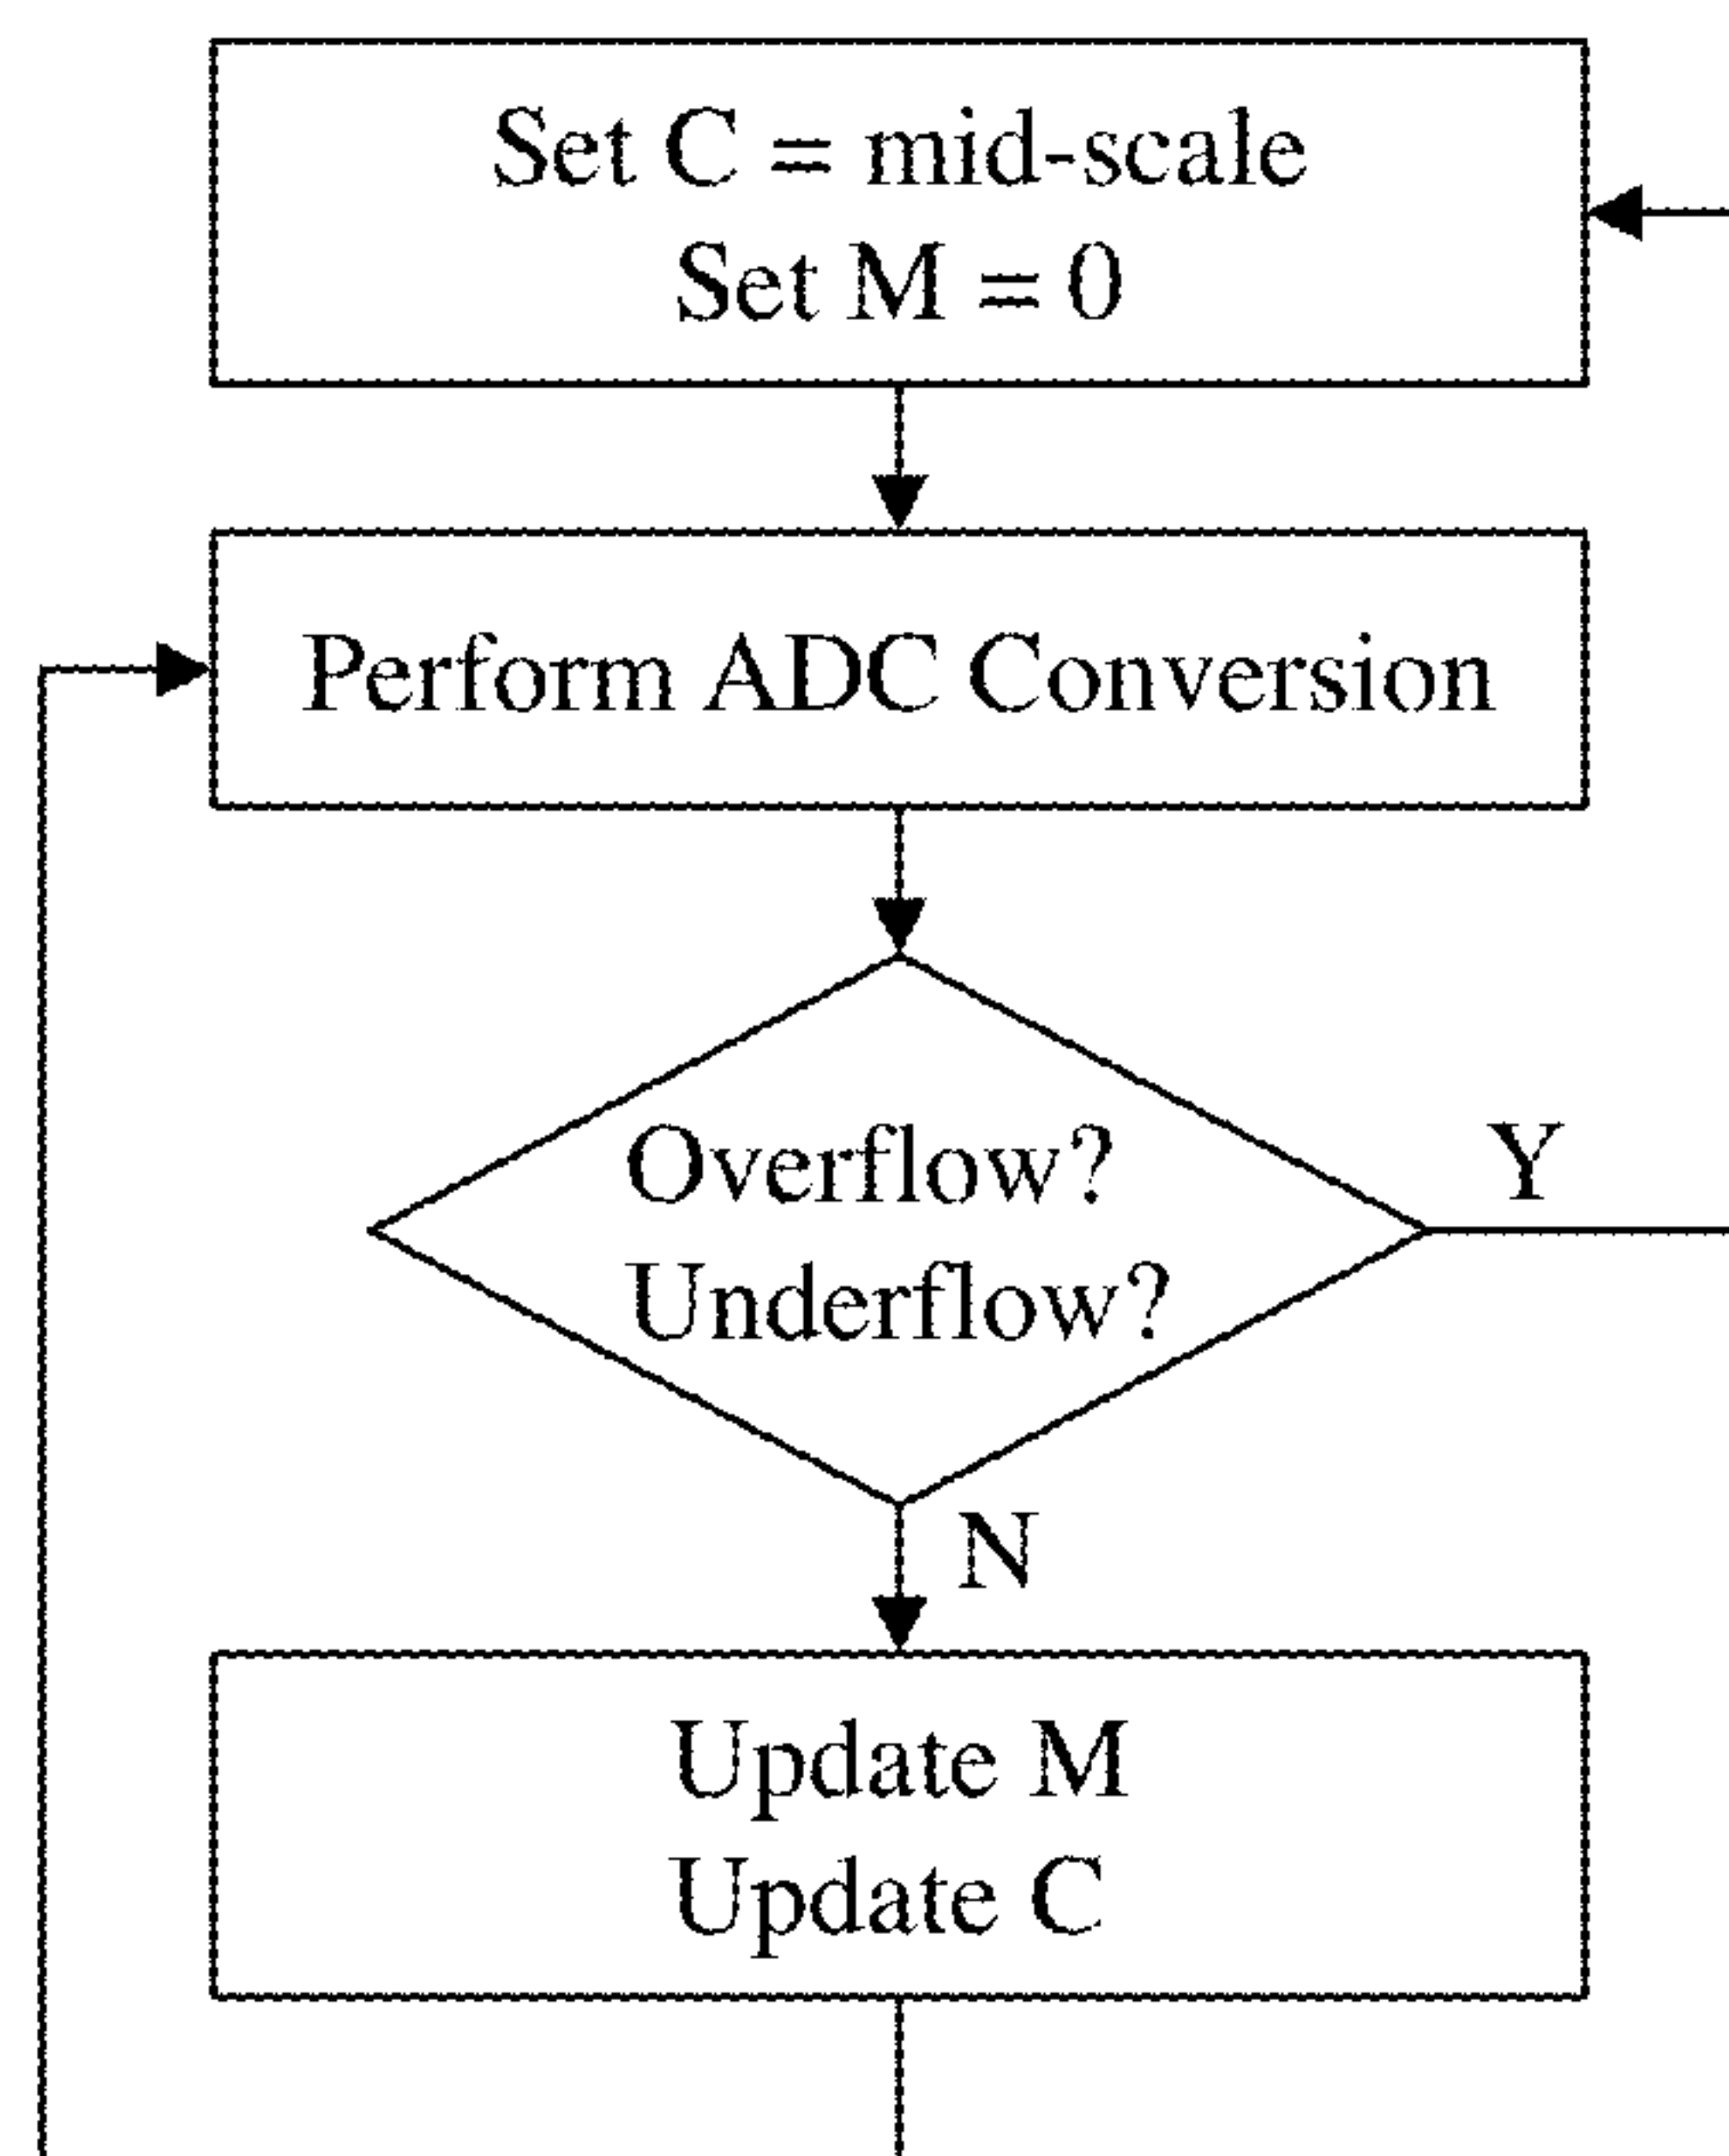 Set C = mid-scale
Set M = 0
Perform ADC Conversion
Overflow?
Underflow?
Y
N
Update M
Update C